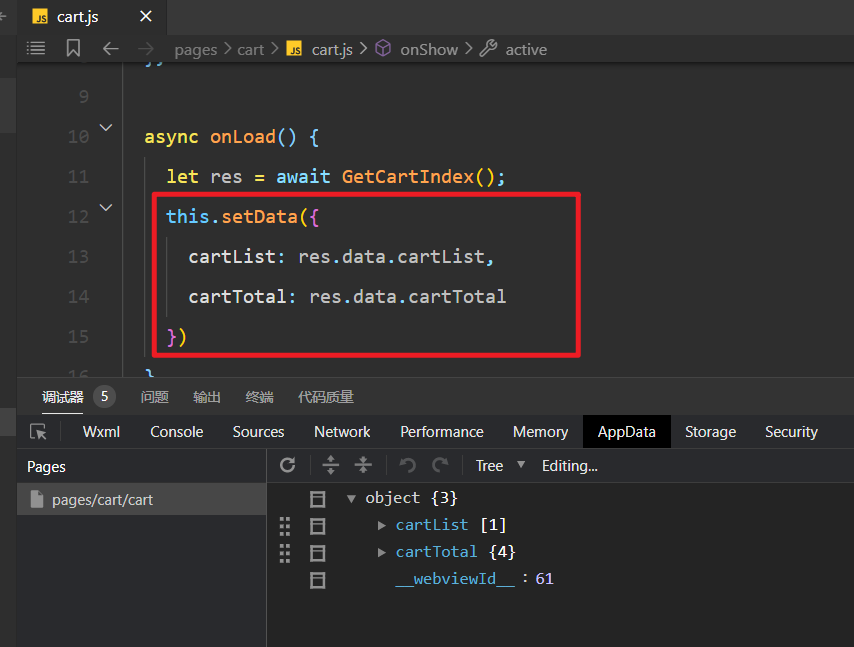 JS cart.js
pages cart JS cart.js onShow active
9
10 async onLoad() {
11 let res = await GetCartIndex();
12 this.setData({
13 cartList: res.data.cartList,
14 cartTotal: res.data.cartTotal
15 })
16 }
调试器 5 问题 输出 终端 代码质量
Wxml Console Sources Network Performance Memory AppData Storage Security
Pages Tree Editing...
pages/cart/cart
object {3}
cartList [1]
cartTotal {4}
__webviewId__ : 61